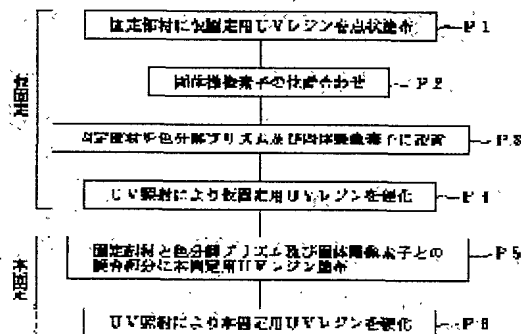 固定部材に仮固定用UVレジンを点状塗布
P1
固体撮像素子の位置合わせ
P2
仮固定
固定部材を色分解プリズム及び固体撮像素子に配置
P3
UV照射により仮固定用UVレジンを硬化
P4
固定部材と色分解プリズム及び固体撮像素子との
接合部分に本固定用UVレジン塗布
P5
本固定
UV照射により本固定用UVレジンを硬化
P6